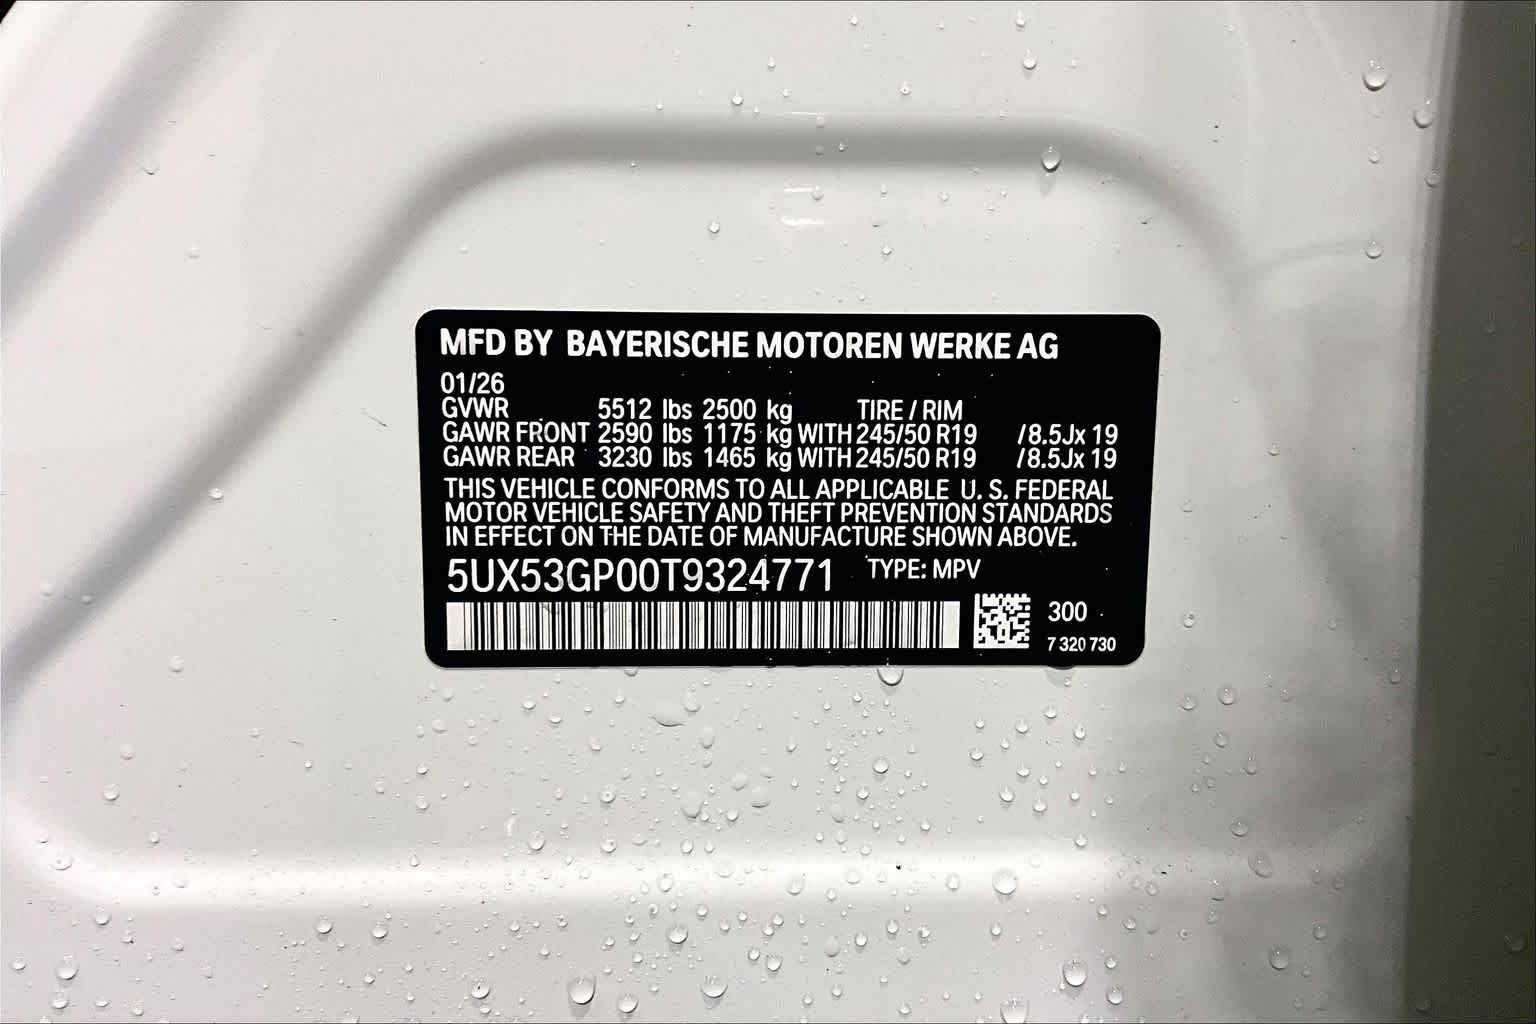 MFD BY BAYERISCHE MOTOREN WERKE AG
01/26
GVWR 5512 lbs 2500 kg TIRE / RIM
GAWR FRONT 2590 lbs 1175 kg WITH 245/50 R19 /8.5Jx 19
GAWR REAR 3230 lbs 1465 kg WITH 245/50 R19 /8.5Jx 19
THIS VEHICLE CONFORMS TO ALL APPLICABLE U. S. FEDERAL
MOTOR VEHICLE SAFETY AND THEFT PREVENTION STANDARDS
IN EFFECT ON THE DATE OF MANUFACTURE SHOWN ABOVE.
5UX53GP00T9324771 TYPE: MPV
300
7 320 730